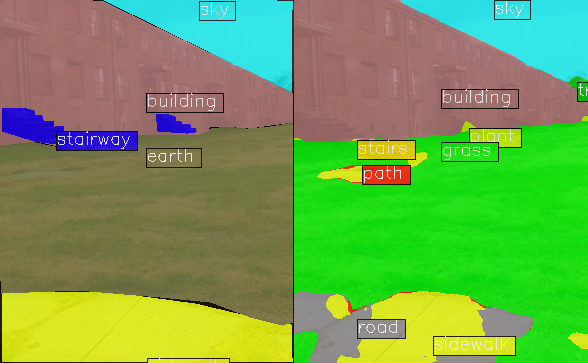 sky
building
stairway
earth
sky
building
plant
stairs
grass
path
road
sidewalk